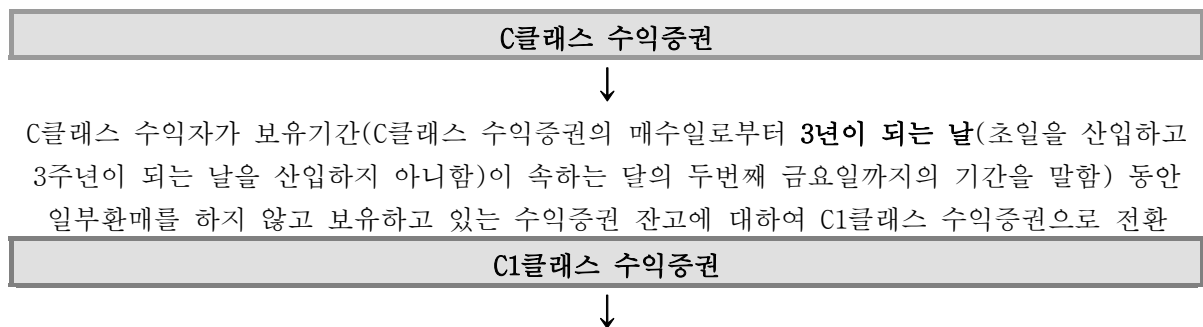 C클래스 수익증권
↓
C클래스 수익자가 보유기간(C클래스 수익증권의 매수일로부터 3년이 되는 날(초일을 산입하고
3주년이 되는 날을 산입하지 아니함)이 속하는 달의 두번째 금요일까지의 기간을 말함) 동안
일부환매를 하지 않고 보유하고 있는 수익증권 잔고에 대하여 C1클래스 수익증권으로 전환
C1클래스 수익증권
↓